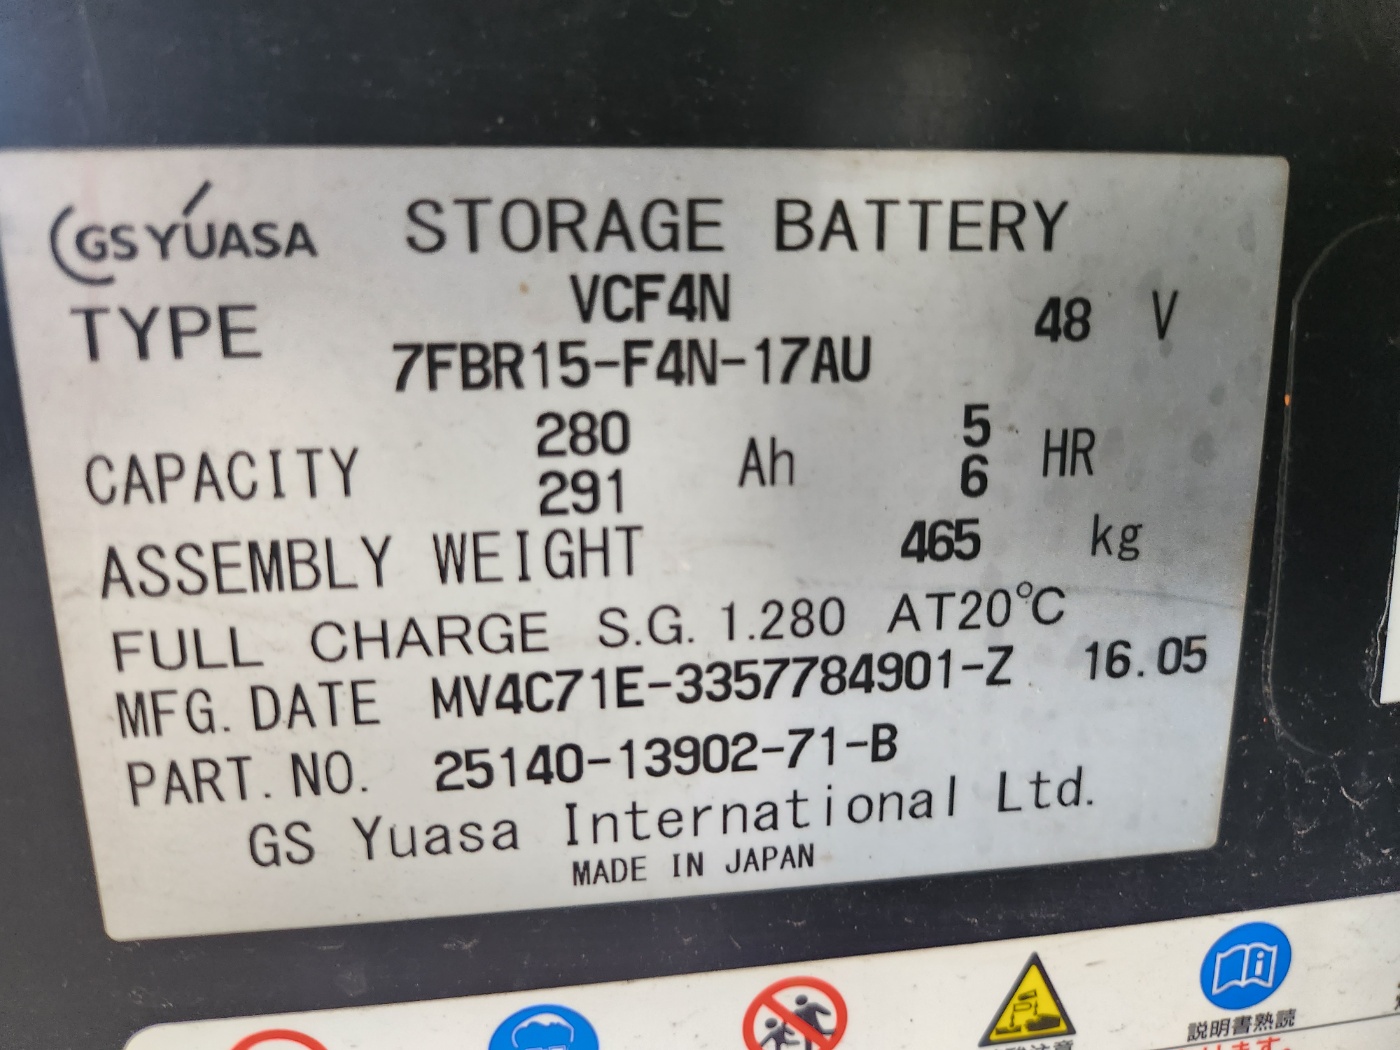 GS YUASA STORAGE BATTERY
TYPE VCF4N 48 V
7FBR15-F4N-17AU
CAPACITY 280 Ah 5 HR
291 6
ASSEMBLY WEIGHT 465 kg
FULL CHARGE S.G. 1.280 AT20°C
MFG. DATE MV4C71E-3357784901-Z 16.05
PART. NO. 25140-13902-71-B
GS Yuasa International Ltd.
MADE IN JAPAN
説明書熟読